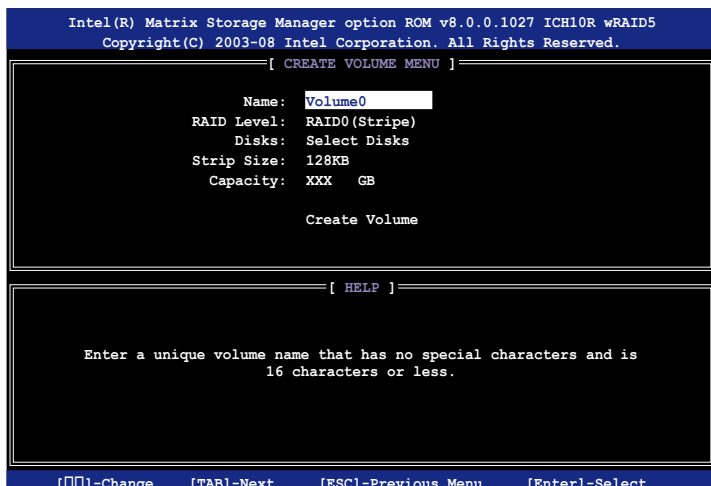 Intel(R) Matrix Storage Manager option ROM v8.0.0.1027 ICH10R wRAID5
Copyright(C) 2003-08 Intel Corporation. All Rights Reserved.
[ CREATE VOLUME MENU ]
Name: Volume0
RAID Level: RAID0(Stripe)
Disks: Select Disks
Strip Size: 128KB
Capacity: XXX GB
Create Volume
[ HELP ]
Enter a unique volume name that has no special characters and is
16 characters or less.
[▯▯]-Change [TAB]-Next [ESC]-Previous Menu [Enter]-Select